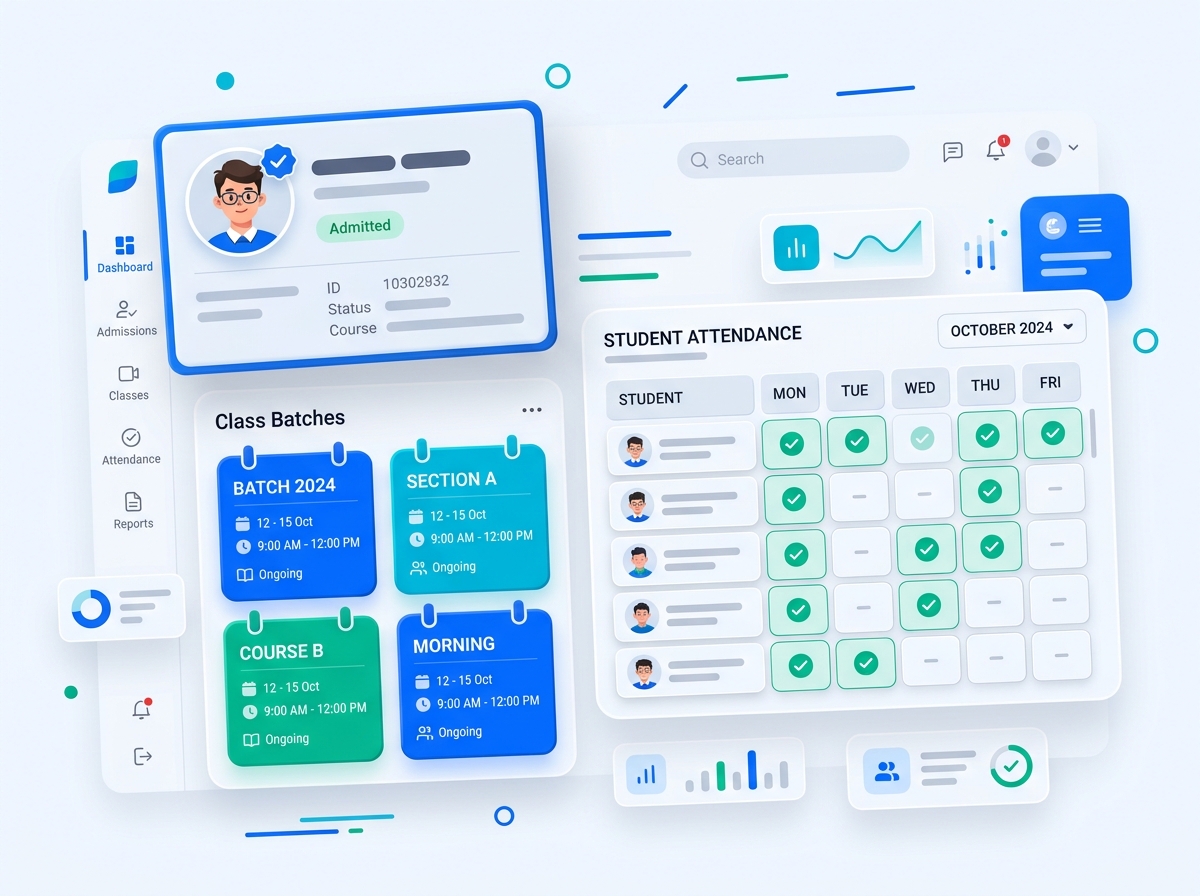 Search
1
Dashboard
Admissions
Classes
Attendance
Reports
Admitted
ID 10302932
Status
Course
Class Batches
BATCH 2024
12 - 15 Oct
9:00 AM - 12:00 PM
Ongoing
SECTION A
12 - 15 Oct
9:00 AM - 12:00 PM
Ongoing
COURSE B
12 - 15 Oct
9:00 AM - 12:00 PM
Ongoing
MORNING
12 - 15 Oct
9:00 AM - 12:00 PM
Ongoing
STUDENT ATTENDANCE
OCTOBER 2024
STUDENT MON TUE WED THU FRI